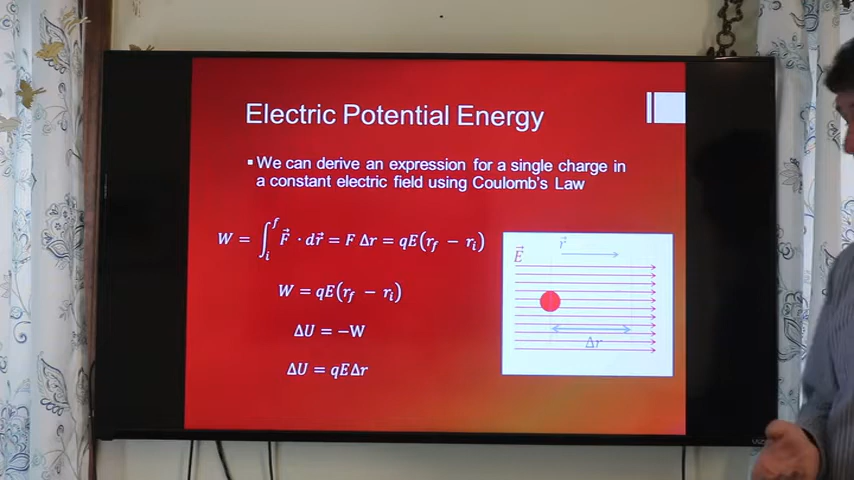 Electric Potential Energy
▪ We can derive an expression for a single charge in
a constant electric field using Coulomb's Law
W = ∫ᵢᶠ F⃗ · dr⃗ = F Δr = qE(r_f − r_i)
W = qE(r_f − r_i)
ΔU = −W
ΔU = qEΔr
r⃗
E⃗
Δr